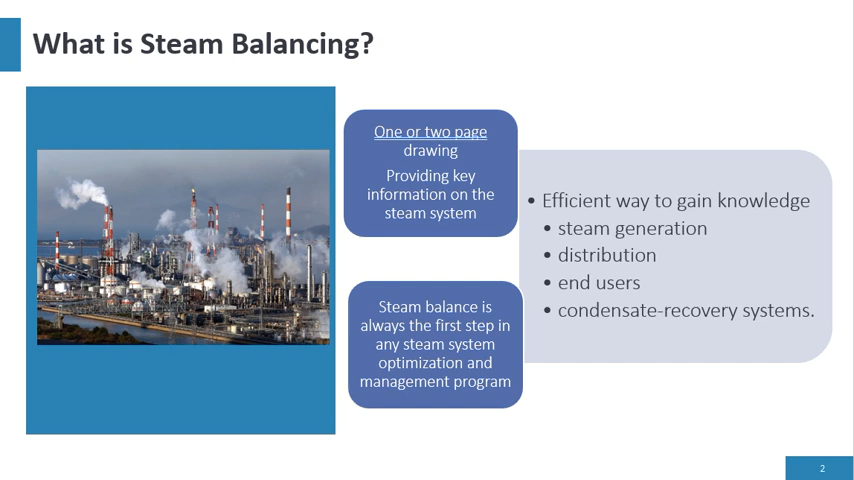 What is Steam Balancing?
One or two page
drawing
Providing key
information on the
steam system
Steam balance is
always the first step in
any steam system
optimization and
management program
• Efficient way to gain knowledge
• steam generation
• distribution
• end users
• condensate-recovery systems.
2